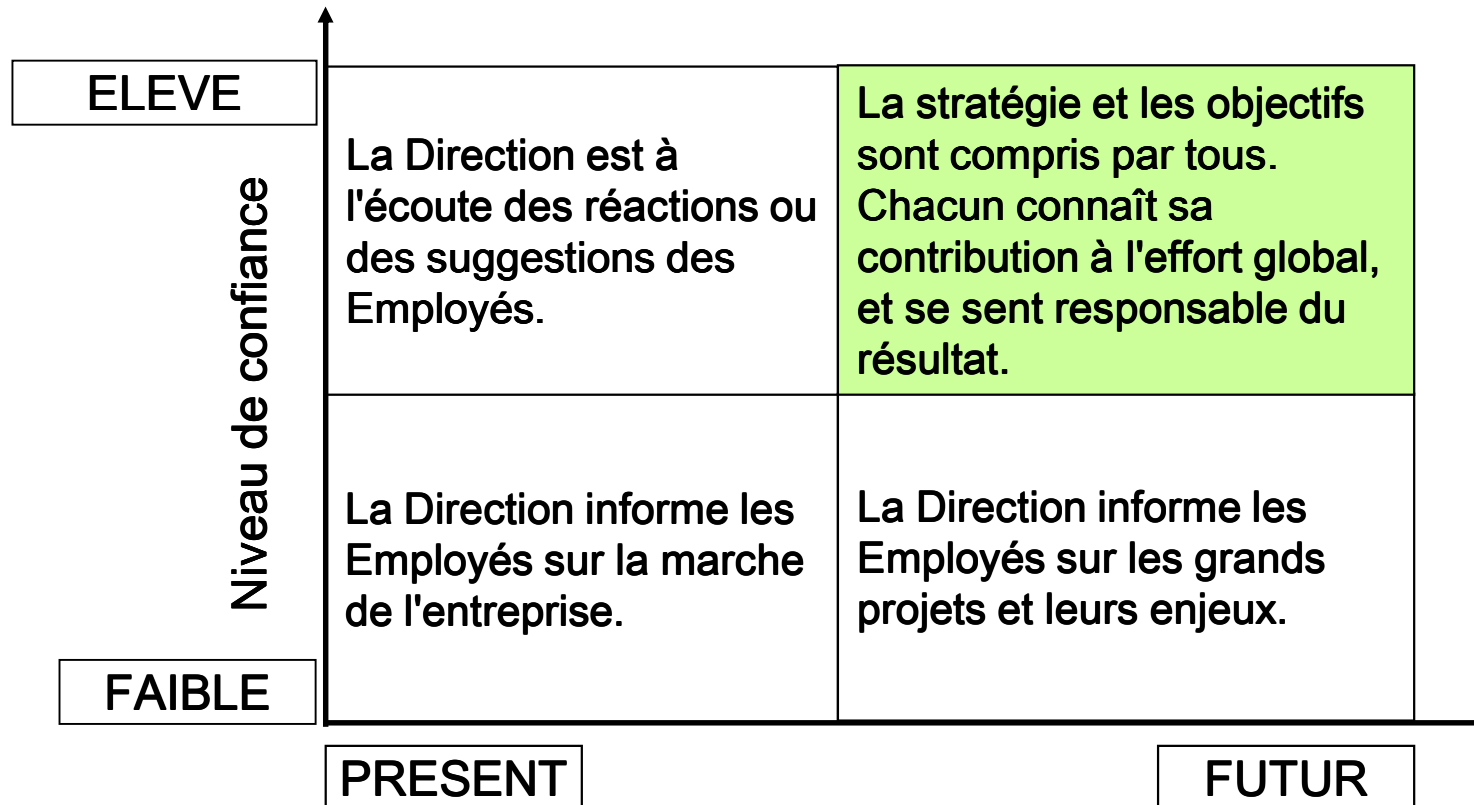 ELEVE
Niveau de confiance
FAIBLE
La Direction est à
l'écoute des réactions ou
des suggestions des
Employés.
La stratégie et les objectifs
sont compris par tous.
Chacun connaît sa
contribution à l'effort global,
et se sent responsable du
résultat.
La Direction informe les
Employés sur la marche
de l'entreprise.
La Direction informe les
Employés sur les grands
projets et leurs enjeux.
PRESENT
FUTUR